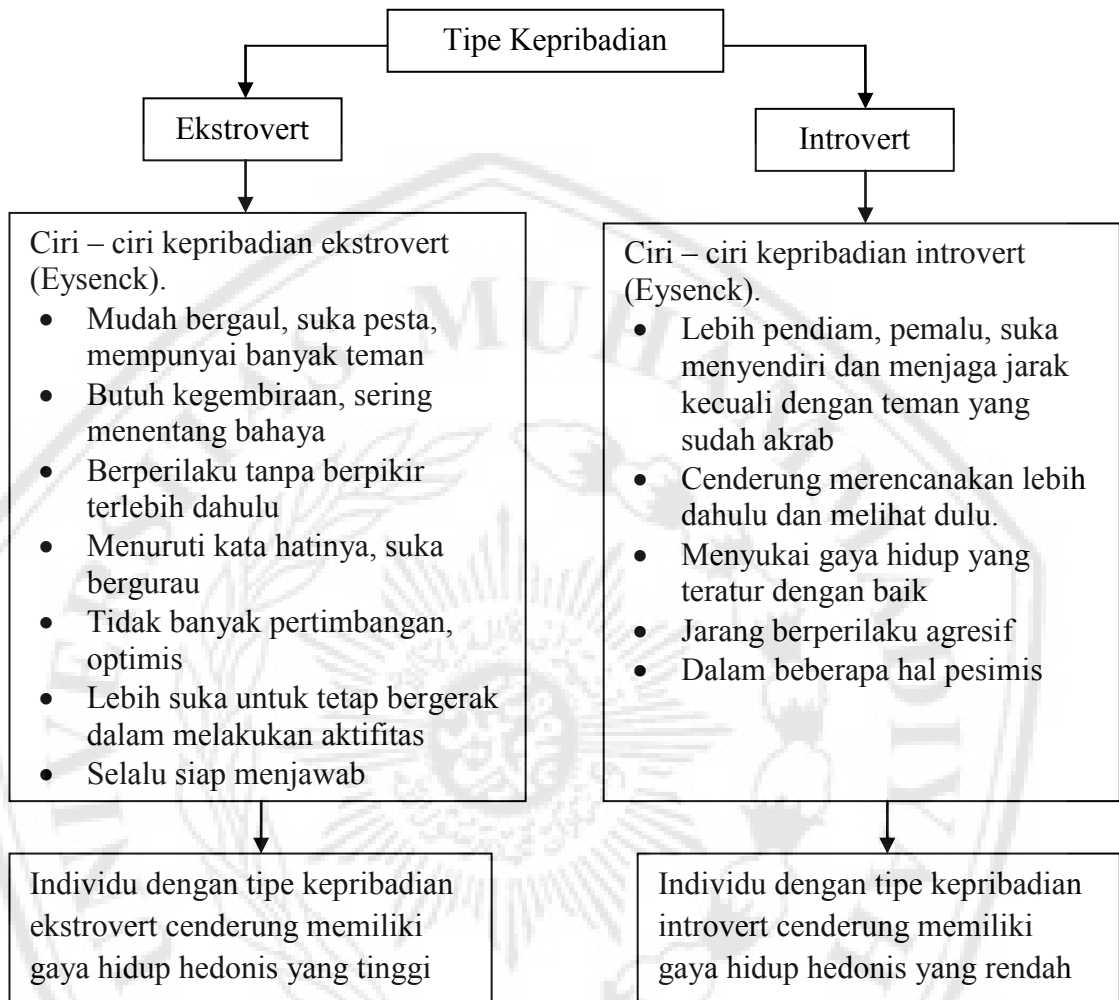 Tipe Kepribadian
Ekstrovert
Introvert
Ciri – ciri kepribadian ekstrovert
(Eysenck).
• Mudah bergaul, suka pesta,
mempunyai banyak teman
• Butuh kegembiraan, sering
menentang bahaya
• Berperilaku tanpa berpikir
terlebih dahulu
• Menuruti kata hatinya, suka
bergurau
• Tidak banyak pertimbangan,
optimis
• Lebih suka untuk tetap bergerak
dalam melakukan aktifitas
• Selalu siap menjawab
Ciri – ciri kepribadian introvert
(Eysenck).
• Lebih pendiam, pemalu, suka
menyendiri dan menjaga jarak
kecuali dengan teman yang
sudah akrab
• Cenderung merencanakan lebih
dahulu dan melihat dulu.
• Menyukai gaya hidup yang
teratur dengan baik
• Jarang berperilaku agresif
• Dalam beberapa hal pesimis
Individu dengan tipe kepribadian
ekstrovert cenderung memiliki
gaya hidup hedonis yang tinggi
Individu dengan tipe kepribadian
introvert cenderung memiliki
gaya hidup hedonis yang rendah